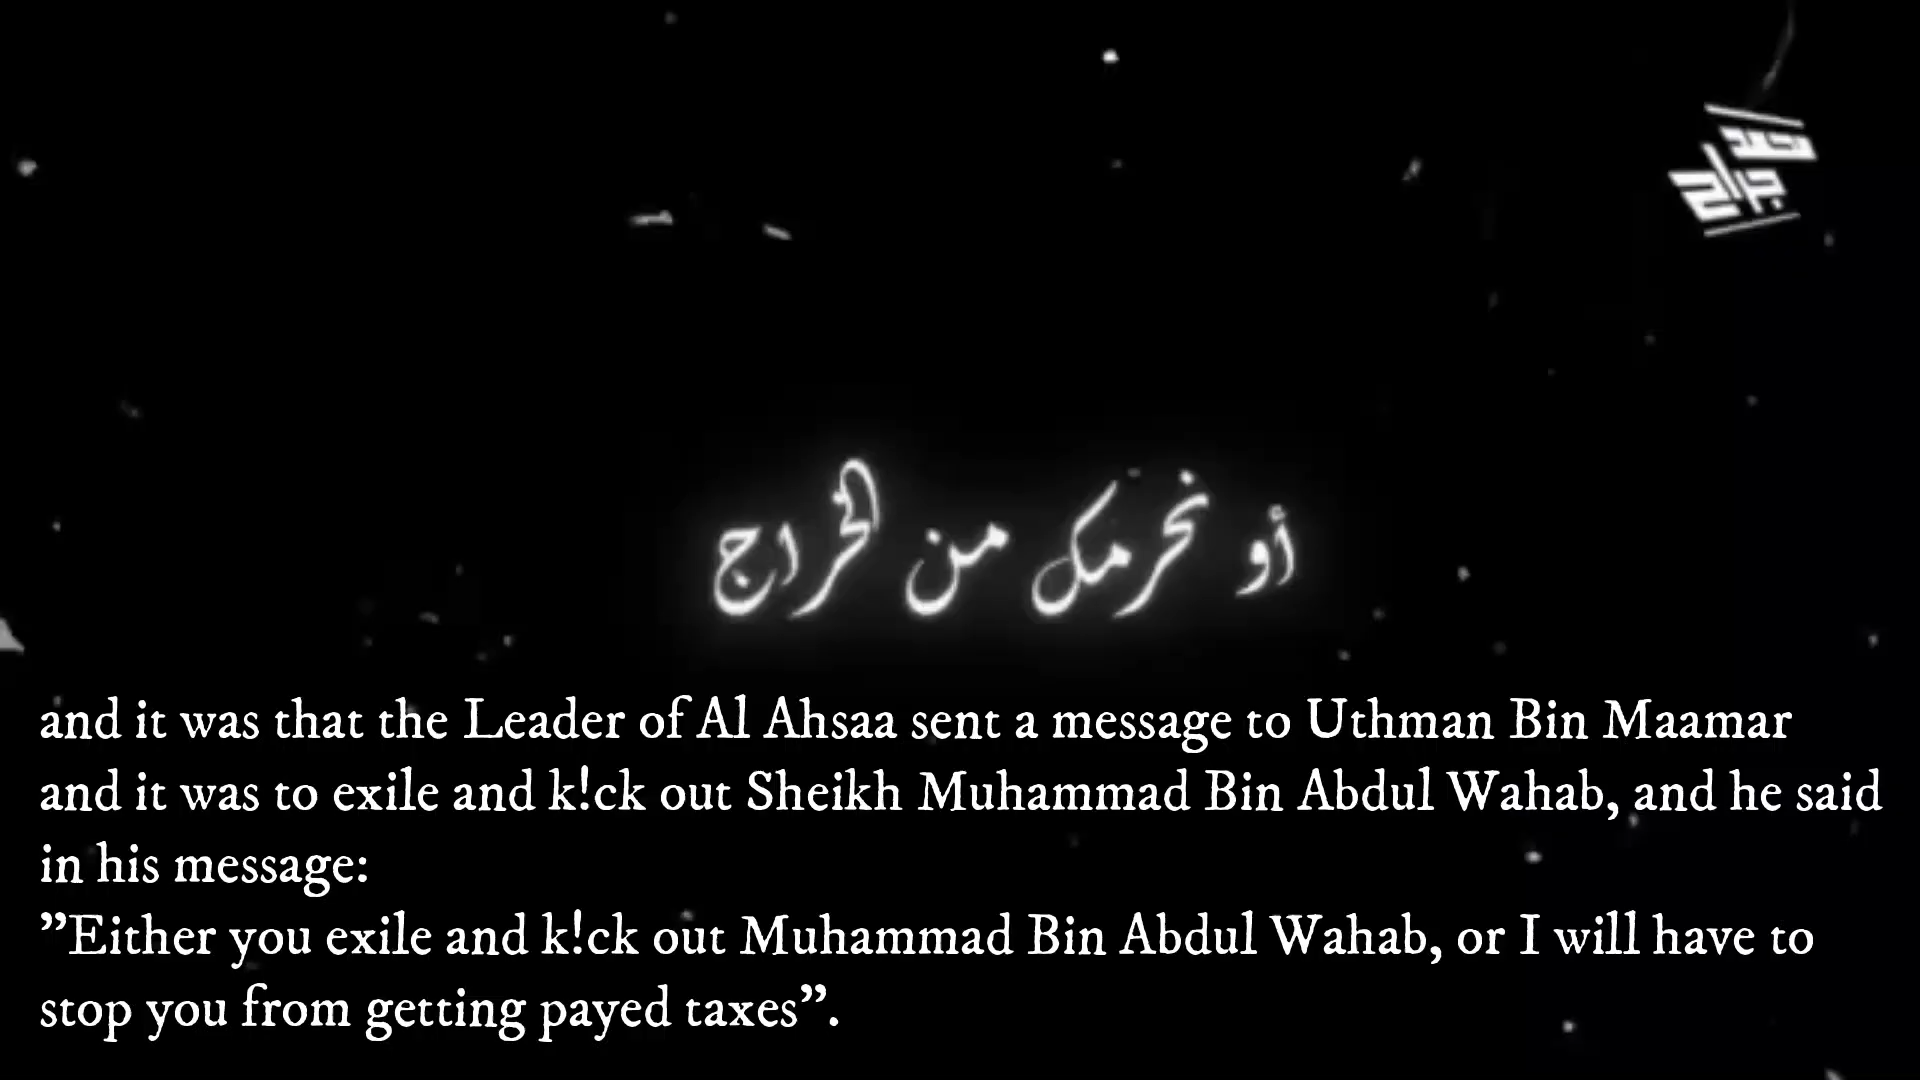 أو نحرمك من الخراج
and it was that the Leader of Al Ahsaa sent a message to Uthman Bin Maamar
and it was to exile and k!ck out Sheikh Muhammad Bin Abdul Wahab, and he said
in his message:
”Either you exile and k!ck out Muhammad Bin Abdul Wahab, or I will have to
stop you from getting payed taxes”.